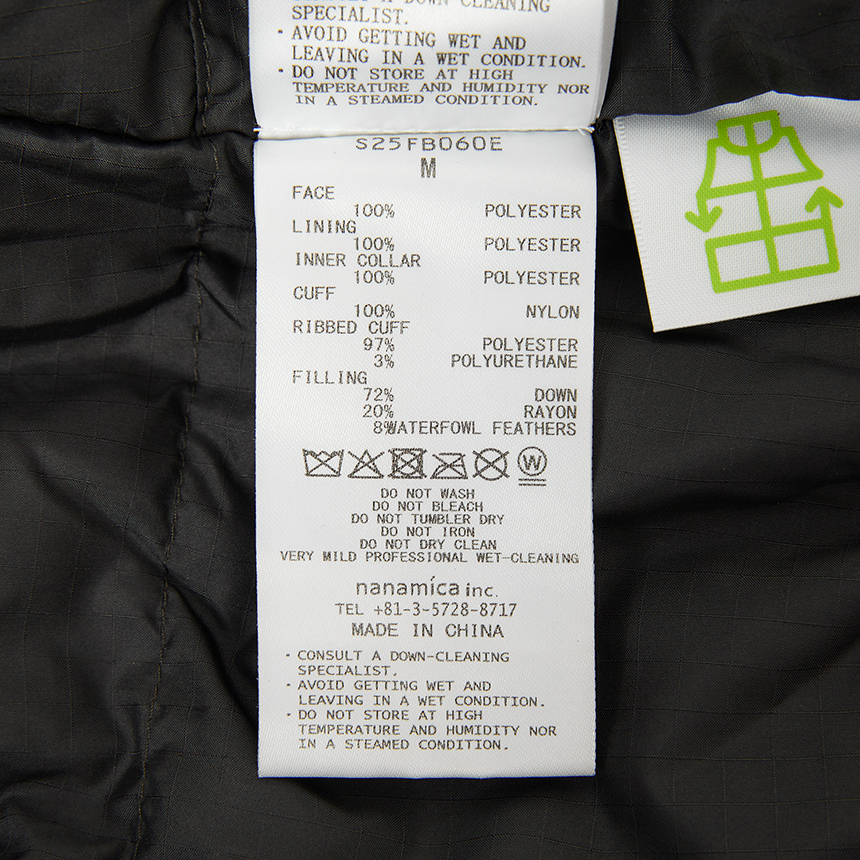 CONSULT A DOWN-CLEANING
SPECIALIST.
・AVOID GETTING WET AND
LEAVING IN A WET CONDITION.
・DO NOT STORE AT HIGH
TEMPERATURE AND HUMIDITY NOR
IN A STEAMED CONDITION.
S25FB060E
M
FACE
100% POLYESTER
LINING
100% POLYESTER
INNER COLLAR
100% POLYESTER
CUFF
100% NYLON
RIBBED CUFF
97% POLYESTER
3% POLYURETHANE
FILLING
72% DOWN
20% RAYON
8%WATERFOWL FEATHERS
W
DO NOT WASH
DO NOT BLEACH
DO NOT TUMBLER DRY
DO NOT IRON
DO NOT DRY CLEAN
VERY MILD PROFESSIONAL WET-CLEANING
nanamica inc.
TEL +81-3-5728-8717
MADE IN CHINA
・CONSULT A DOWN-CLEANING
SPECIALIST.
・AVOID GETTING WET AND
LEAVING IN A WET CONDITION.
・DO NOT STORE AT HIGH
TEMPERATURE AND HUMIDITY NOR
IN A STEAMED CONDITION.